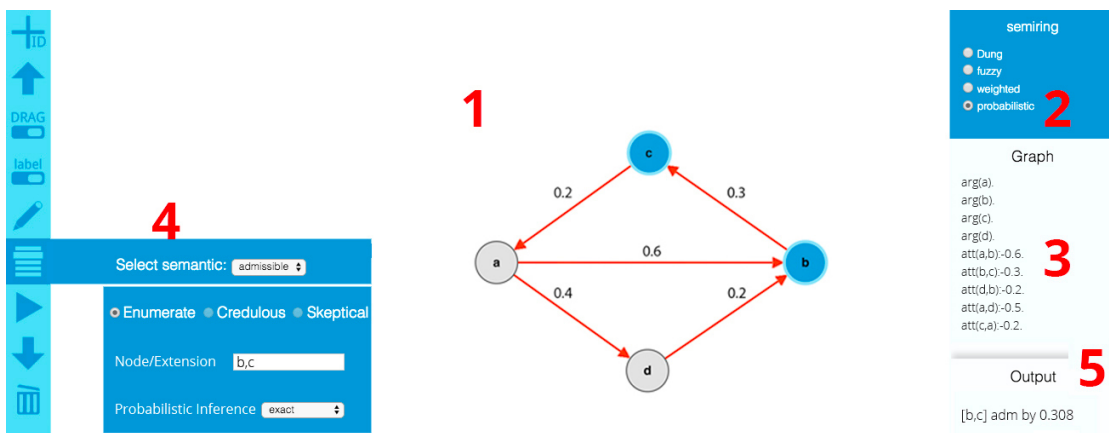 ID
DRAG
label
4
Select semantic: admissible
Enumerate Credulous Skeptical
Node/Extension b,c
Probabilistic Inference exact
1
c
0.2
0.3
a
0.6
b
0.4
0.2
d
semiring
Dung
fuzzy
weighted
probabilistic
2
Graph
arg(a).
arg(b).
arg(c).
arg(d).
att(a,b):-0.6.
att(b,c):-0.3.
att(d,b):-0.2.
att(a,d):-0.5.
att(c,a):-0.2.
3
Output
5
[b,c] adm by 0.308